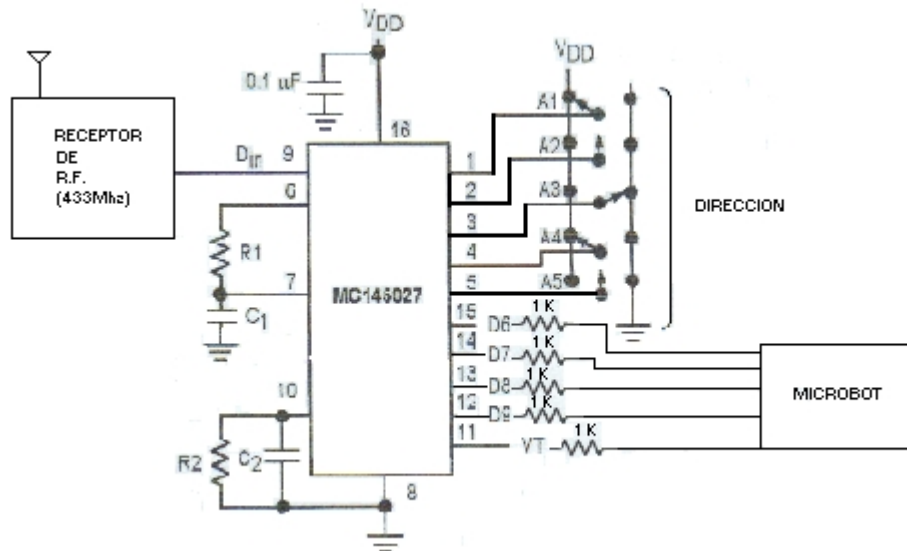 VDD
0.1 uF
16
RECEPTOR
DE
R.F.
(433Mhz)
Din
9
6
R1
7
C1
10
R2
C2
8
MC145027
1
2
3
4
5
15
14
13
12
11
VDD
A1
A2
A3
A4
A5
DIRECCION
D6
1 K
D7
1 K
D8
1 K
D9
1 K
VT
1 K
MICROBOT